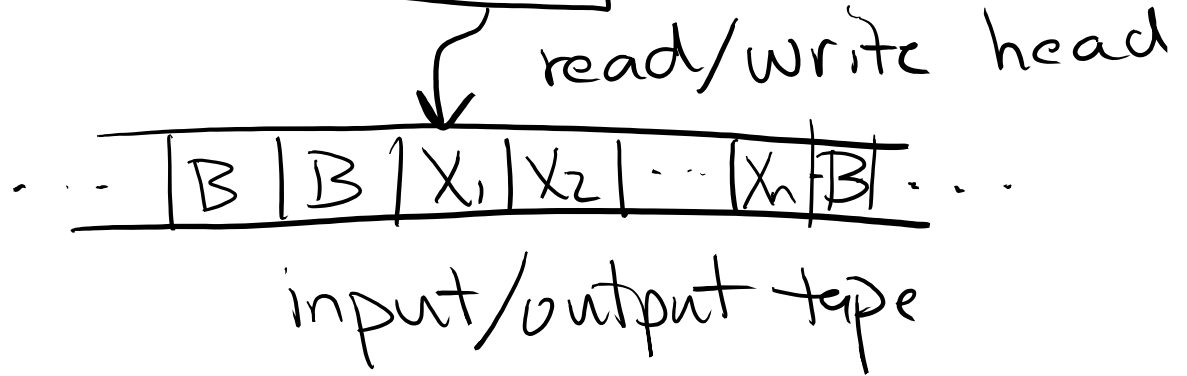 read/write head
... B B X₁ X₂ ... Xₙ B ...
input/output tape